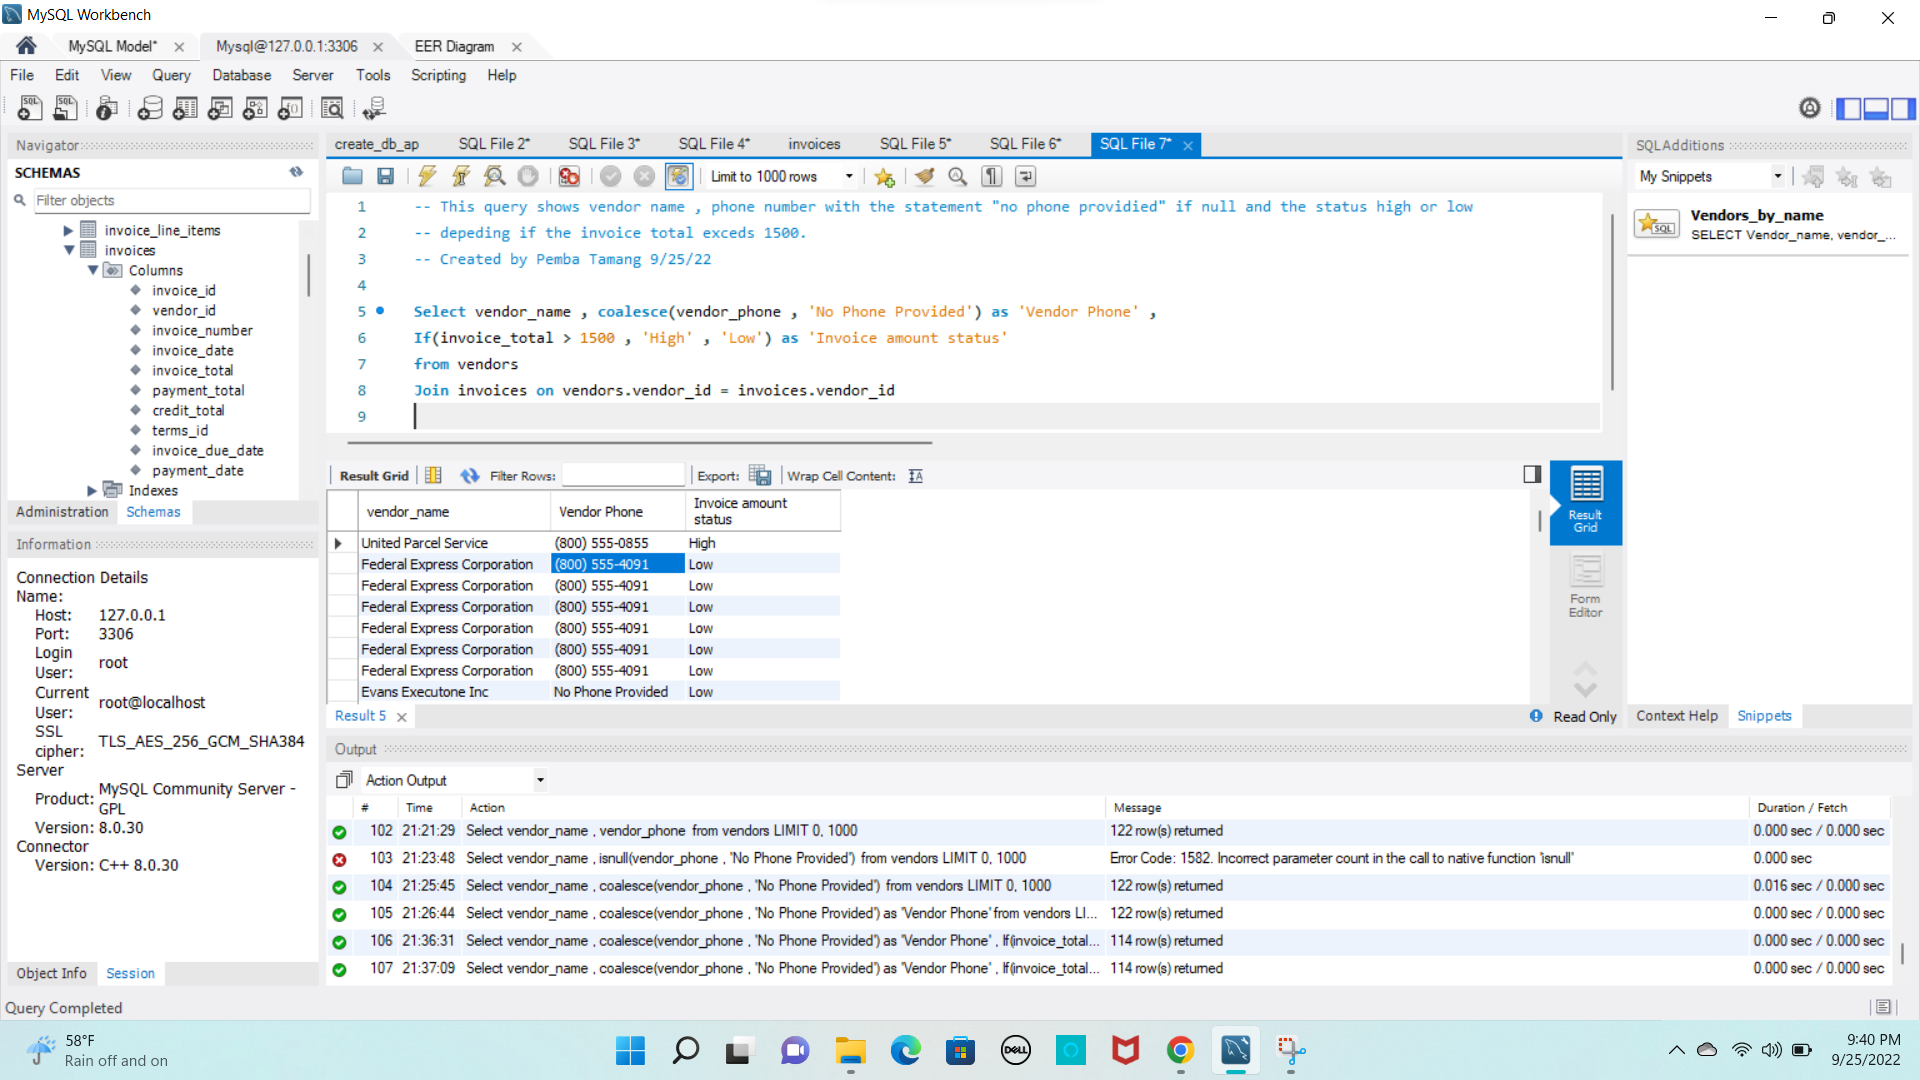 MySQL Workbench
MySQL Model*
Mysql@127.0.0.1:3306
EER Diagram
File Edit View Query Database Server Tools Scripting Help
Navigator
SCHEMAS
Filter objects
invoice_line_items
invoices
Columns
invoice_id
vendor_id
invoice_number
invoice_date
invoice_total
payment_total
credit_total
terms_id
invoice_due_date
payment_date
Indexes
Administration Schemas
Information
Connection Details
Name:
Host: 127.0.0.1
Port: 3306
Login User: root
Current User: root@localhost
SSL cipher: TLS_AES_256_GCM_SHA384
Server
Product: MySQL Community Server - GPL
Version: 8.0.30
Connector
Version: C++ 8.0.30
Object Info Session
Query Completed
create_db_ap SQL File 2* SQL File 3* SQL File 4* invoices SQL File 5* SQL File 6* SQL File 7*
Limit to 1000 rows
1 -- This query shows vendor name , phone number with the statement "no phone providied" if null and the status high or low
2 -- depeding if the invoice total exceds 1500.
3 -- Created by Pemba Tamang 9/25/22
4
5 Select vendor_name , coalesce(vendor_phone , 'No Phone Provided') as 'Vendor Phone' ,
6 If(invoice_total > 1500 , 'High' , 'Low') as 'Invoice amount status'
7 from vendors
8 Join invoices on vendors.vendor_id = invoices.vendor_id
9
Result Grid Filter Rows: Export: Wrap Cell Content:
vendor_name Vendor Phone Invoice amount status
United Parcel Service (800) 555-0855 High
Federal Express Corporation (800) 555-4091 Low
Federal Express Corporation (800) 555-4091 Low
Federal Express Corporation (800) 555-4091 Low
Federal Express Corporation (800) 555-4091 Low
Federal Express Corporation (800) 555-4091 Low
Federal Express Corporation (800) 555-4091 Low
Evans Executone Inc No Phone Provided Low
Result Grid
Form Editor
Result 5
Read Only
SQLAdditions
My Snippets
Vendors_by_name
SELECT Vendor_name, vendor_...
Context Help Snippets
Output
Action Output
# Time Action Message Duration / Fetch
102 21:21:29 Select vendor_name , vendor_phone from vendors LIMIT 0, 1000 122 row(s) returned 0.000 sec / 0.000 sec
103 21:23:48 Select vendor_name , isnull(vendor_phone , 'No Phone Provided') from vendors LIMIT 0, 1000 Error Code: 1582. Incorrect parameter count in the call to native function 'isnull' 0.000 sec
104 21:25:45 Select vendor_name , coalesce(vendor_phone , 'No Phone Provided') from vendors LIMIT 0, 1000 122 row(s) returned 0.016 sec / 0.000 sec
105 21:26:44 Select vendor_name , coalesce(vendor_phone , 'No Phone Provided') as 'Vendor Phone' from vendors LI... 122 row(s) returned 0.000 sec / 0.000 sec
106 21:36:31 Select vendor_name , coalesce(vendor_phone , 'No Phone Provided') as 'Vendor Phone' , If(invoice_total... 114 row(s) returned 0.000 sec / 0.000 sec
107 21:37:09 Select vendor_name , coalesce(vendor_phone , 'No Phone Provided') as 'Vendor Phone' , If(invoice_total... 114 row(s) returned 0.000 sec / 0.000 sec
58°F
Rain off and on
DELL
9:40 PM
9/25/2022